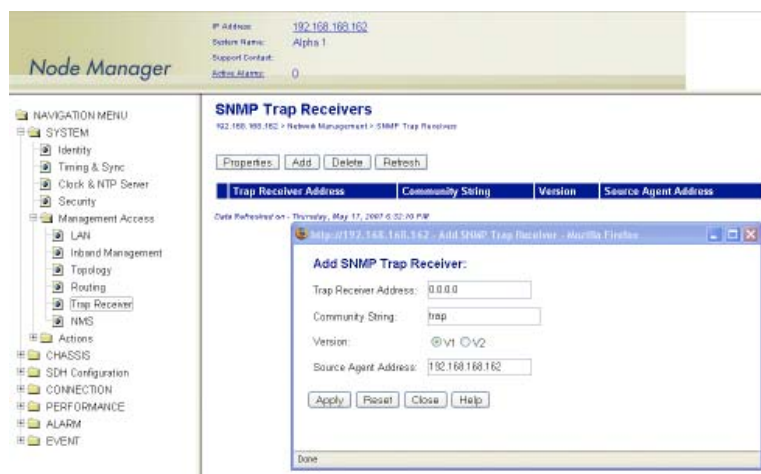 Node Manager
IP Address: 192.168.168.162
System Name: Alpha 1
Support Contact:
Active Alarms: 0
NAVIGATION MENU
SYSTEM
Identity
Timing & Sync
Clock & NTP Server
Security
Management Access
LAN
Inband Management
Topology
Routing
Trap Receiver
NMS
Actions
CHASSIS
SDH Configuration
CONNECTION
PERFORMANCE
ALARM
EVENT
SNMP Trap Receivers
192.168.168.162 > Network Management > SNMP Trap Receivers
Properties Add Delete Refresh
Trap Receiver Address Community String Version Source Agent Address
Data Refreshed on - Thursday, May 17, 2007 6:52:10 PM
http://192.168.168.162 - Add SNMP Trap Receiver - Mozilla Firefox
Add SNMP Trap Receiver:
Trap Receiver Address: 0.0.0.0
Community String: trap
Version: V1 V2
Source Agent Address: 192.168.168.162
Apply Reset Close Help
Done